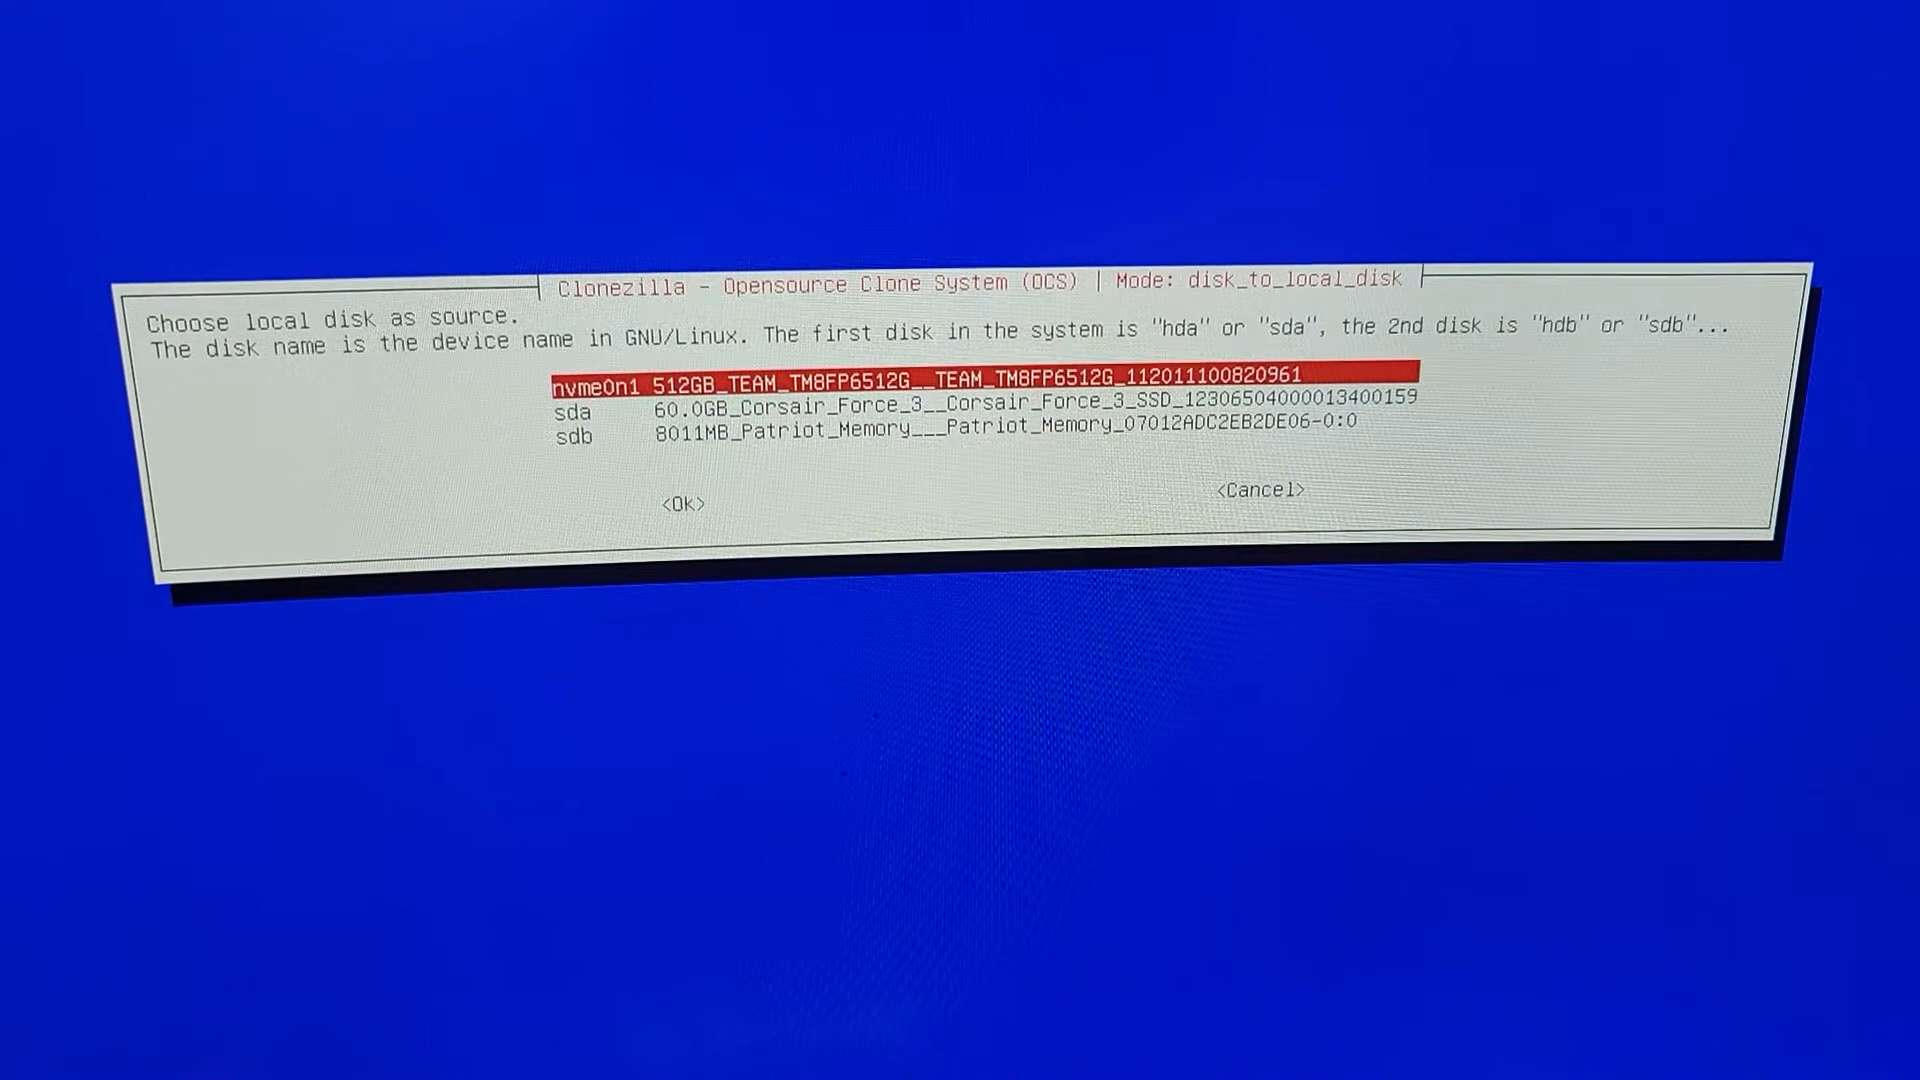 Clonezilla - Opensource Clone System (OCS) | Mode: disk_to_local_disk
Choose local disk as source.
The disk name is the device name in GNU/Linux. The first disk in the system is "hda" or "sda", the 2nd disk is "hdb" or "sdb"...
nvme0n1 512GB_TEAM_TM8FP6512G__TEAM_TM8FP6512G_112011100820961
sda 60.0GB_Corsair_Force_3__Corsair_Force_3_SSD_12306504000013400159
sdb 8011MB_Patriot_Memory___Patriot_Memory_07012ADC2EB2DE06-0:0
<Ok> <Cancel>